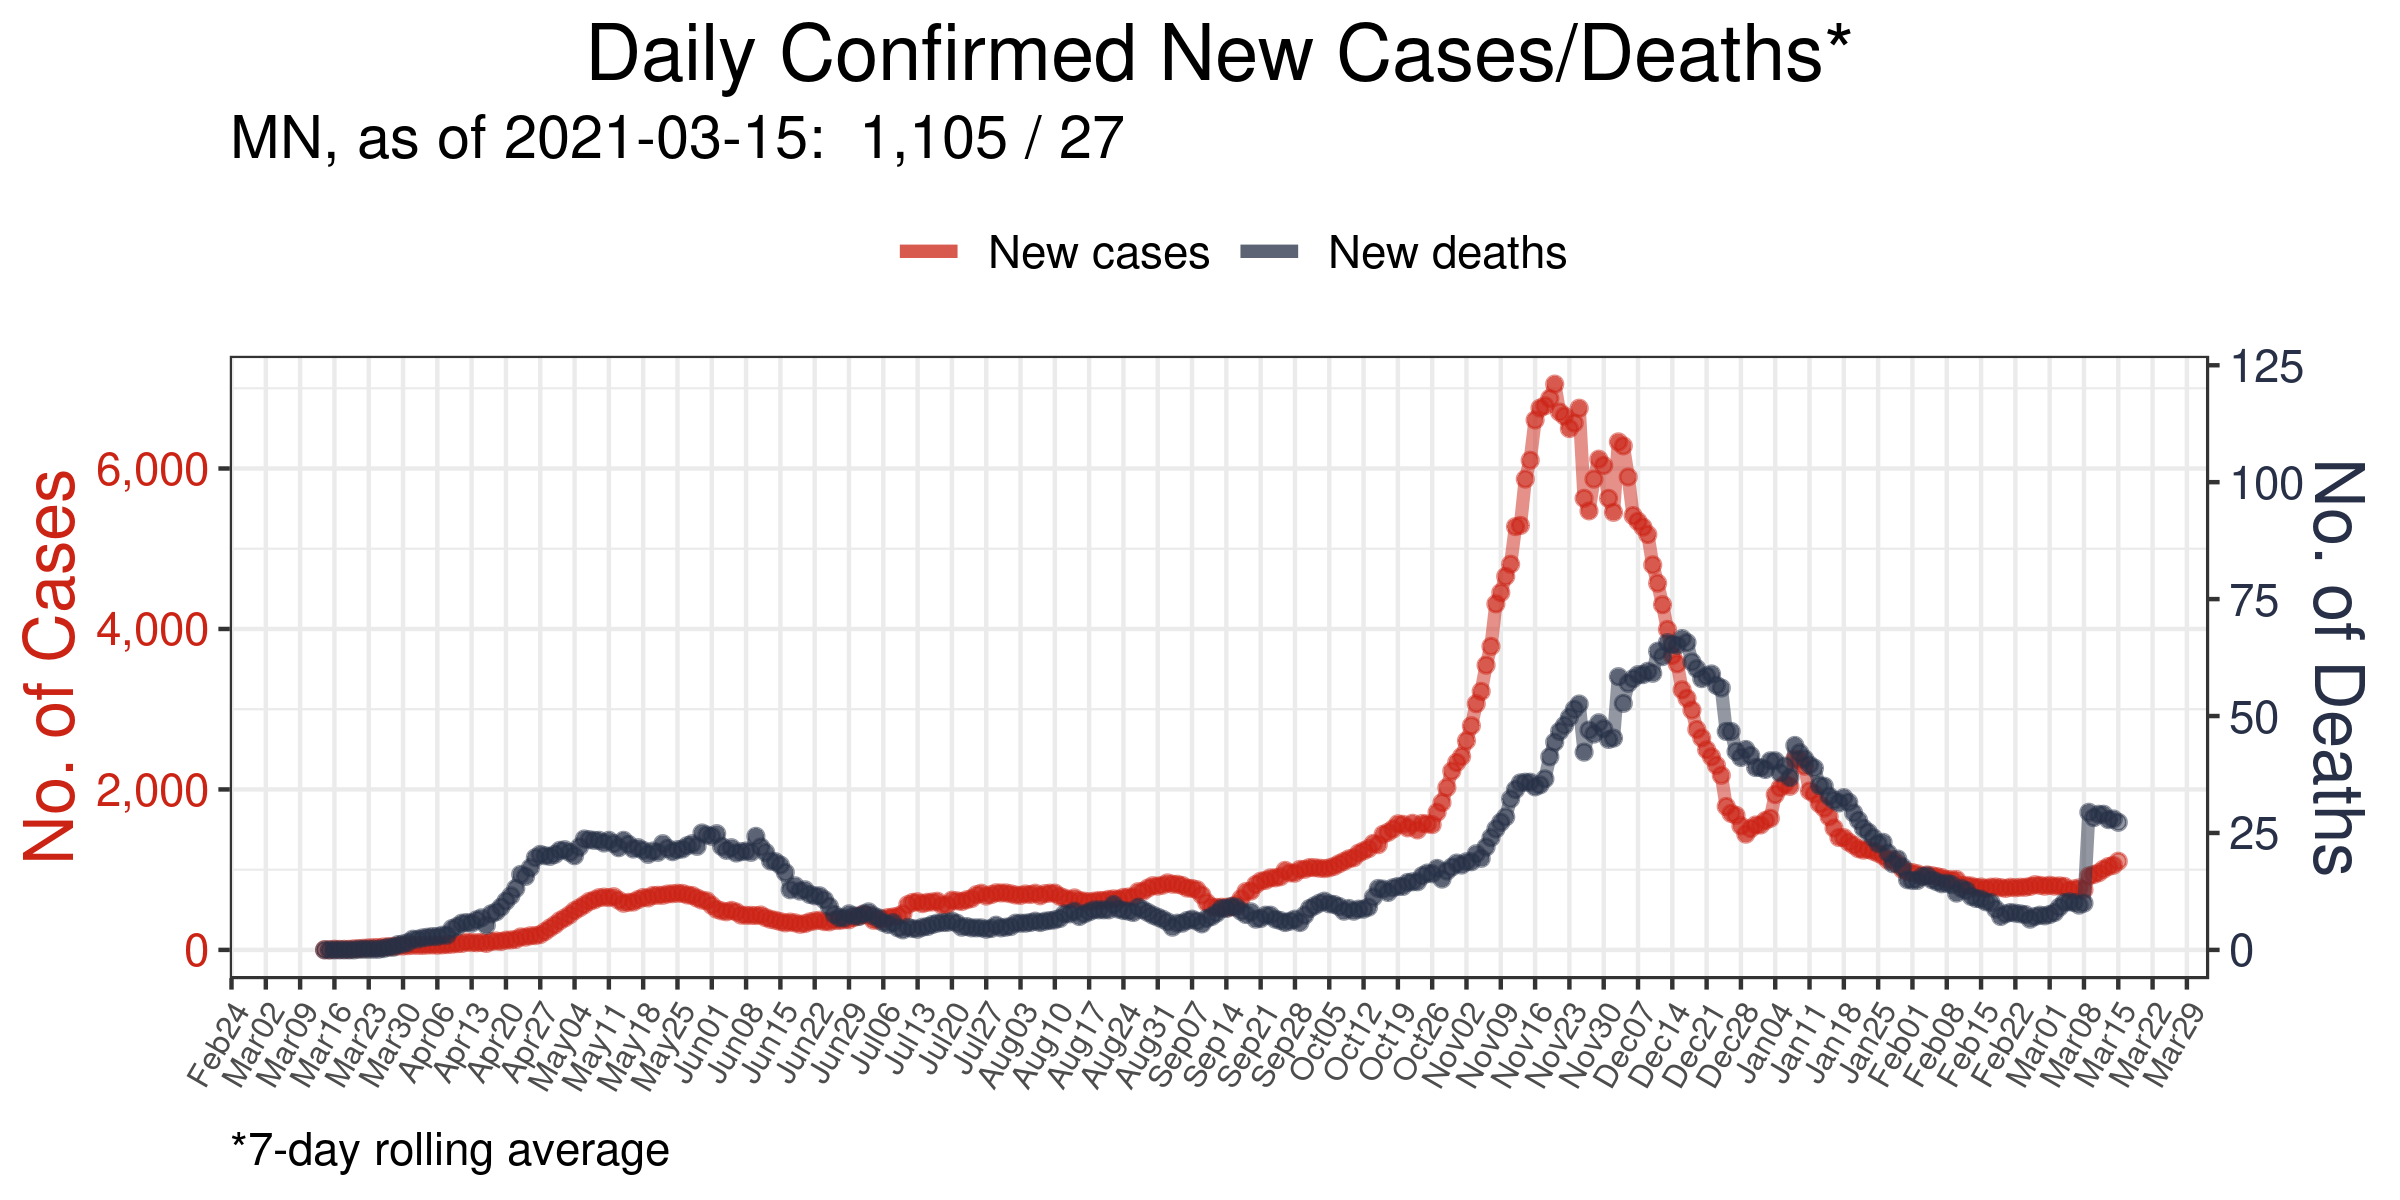 Daily Confirmed New Cases/Deaths*
MN, as of 2021-03-15:  1,105 / 27
New cases
New deaths
No. of Cases
6,000
4,000
2,000
0
125
100
75
50
25
0
No. of Deaths
Feb24
Mar02
Mar09
Mar16
Mar23
Mar30
Apr06
Apr13
Apr20
Apr27
May04
May11
May18
May25
Jun01
Jun08
Jun15
Jun22
Jun29
Jul06
Jul13
Jul20
Jul27
Aug03
Aug10
Aug17
Aug24
Aug31
Sep07
Sep14
Sep21
Sep28
Oct05
Oct12
Oct19
Oct26
Nov02
Nov09
Nov16
Nov23
Nov30
Dec07
Dec14
Dec21
Dec28
Jan04
Jan11
Jan18
Jan25
Feb01
Feb08
Feb15
Feb22
Mar01
Mar08
Mar15
Mar22
Mar29
*7-day rolling average